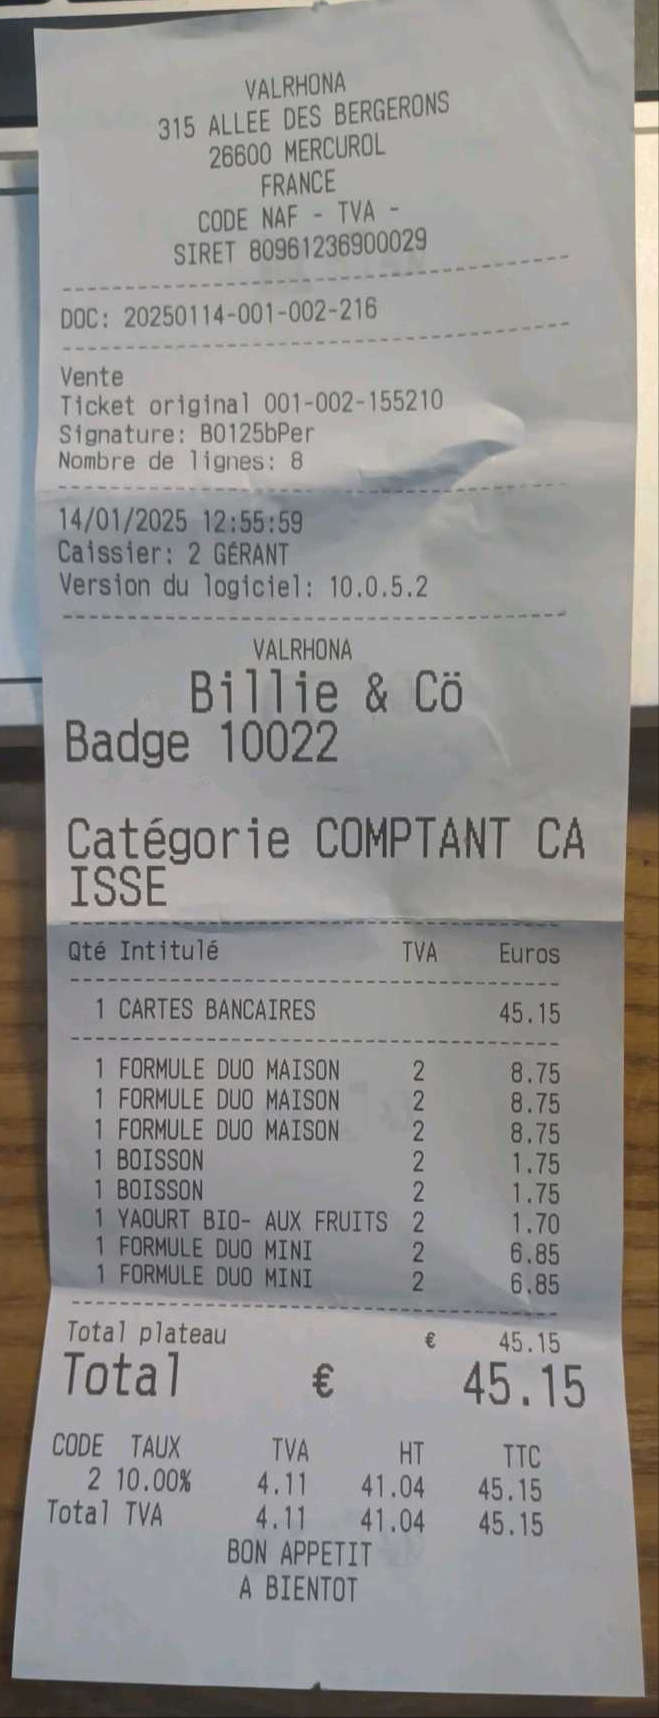 VALRHONA
315 ALLEE DES BERGERONS
26600 MERCUROL
FRANCE
CODE NAF - TVA -
SIRET 80961236900029
DOC: 20250114-001-002-216
Vente
Ticket original 001-002-155210
Signature: B0125bPer
Nombre de lignes: 8
14/01/2025 12:55:59
Caissier: 2 GÉRANT
Version du logiciel: 10.0.5.2
VALRHONA
Billie & Cö
Badge 10022
Catégorie COMPTANT CA
ISSE
Qté Intitulé TVA Euros
1 CARTES BANCAIRES 45.15
1 FORMULE DUO MAISON 2 8.75
1 FORMULE DUO MAISON 2 8.75
1 FORMULE DUO MAISON 2 8.75
1 BOISSON 2 1.75
1 BOISSON 2 1.75
1 YAOURT BIO- AUX FRUITS 2 1.70
1 FORMULE DUO MINI 2 6.85
1 FORMULE DUO MINI 2 6.85
Total plateau € 45.15
Total € 45.15
CODE TAUX TVA HT TTC
2 10.00% 4.11 41.04 45.15
Total TVA 4.11 41.04 45.15
BON APPETIT
A BIENTOT